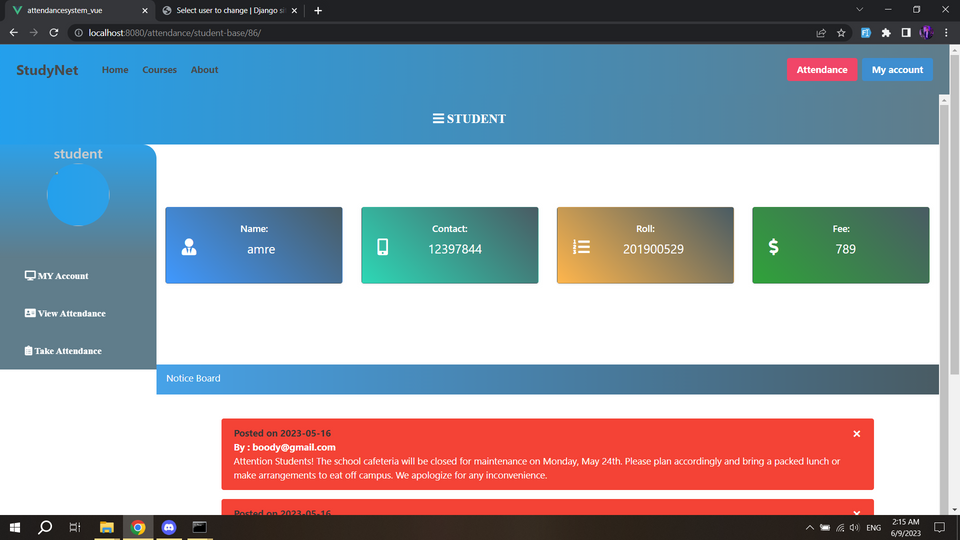 attendancesystem_vue
Select user to change | Django si
localhost:8080/attendance/student-base/86/
StudyNet Home Courses About Attendance My account
STUDENT
student
MY Account
View Attendance
Take Attendance
Name:
amre
Contact:
12397844
Roll:
201900529
Fee:
789
Notice Board
Posted on 2023-05-16
By : boody@gmail.com
Attention Students! The school cafeteria will be closed for maintenance on Monday, May 24th. Please plan accordingly and bring a packed lunch or
make arrangements to eat off campus. We apologize for any inconvenience.
Posted on 2023-05-16
ENG
2:15 AM
6/9/2023